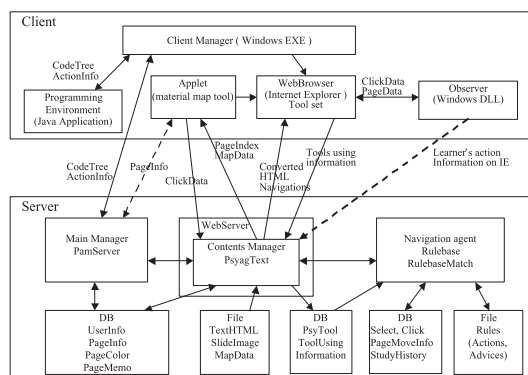 Client
Client Manager ( Windows EXE )
CodeTree
ActionInfo
Programming
Environment
(Java Application)
Applet
(material map tool)
WebBrowser
(Internet Explorer )
Tool set
ClickData
PageData
Observer
(Windows DLL)
CodeTree
ActionInfo
PageInfo
ClickData
PageIndex
MapData
Converted
HTML
Navigations
Tools using
information
Learner's action
Information on IE
Server
WebServer
Main Manager
PamServer
Contents Manager
PsyagText
Navigation agent
Rulebase
RulebaseMatch
DB
UserInfo
PageInfo
PageColor
PageMemo
File
TextHTML
SlideImage
MapData
DB
PsyTool
ToolUsing
Information
DB
Select, Click
PageMoveInfo
StudyHistory
File
Rules
(Actions,
Advices)